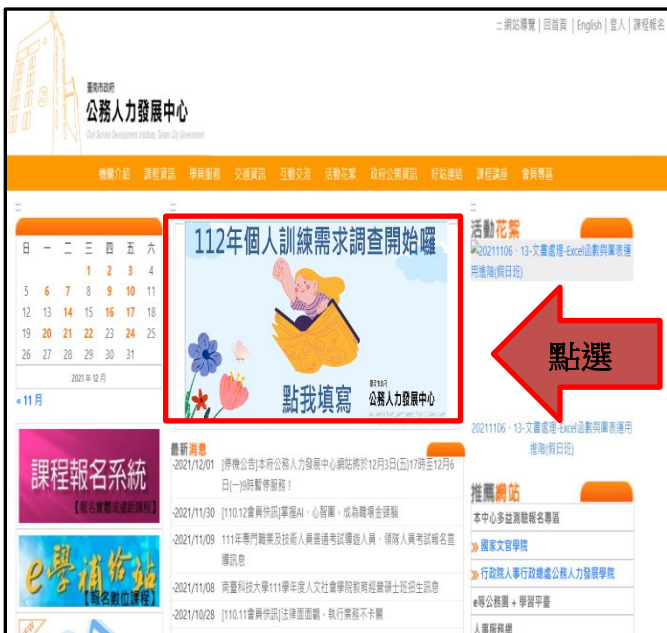 ::: 網站導覽 | 回首頁 | English | 登入 | 課程報名
臺南市政府
公務人力發展中心
Civil Service Development Institute, Tainan City Government
機關介紹 課程資訊 學員服務 交通資訊 互動交流 活動花絮 政府公開資訊 好站連結 課程講座 會員專區
:::
日 一 二 三 四 五 六
1 2 3 4
5 6 7 8 9 10 11
12 13 14 15 16 17 18
19 20 21 22 23 24 25
26 27 28 29 30 31
2021 年 12 月
« 11 月
課程報名系統
【報名實體或遠距課程】
e學補給站
【報名數位課程】
NEW
:::
112年個人訓練需求調查開始囉
點我填寫
臺南市政府
公務人力發展中心
最新消息
-2021/12/01 [停機公告]本府公務人力發展中心網站將於12月3日(五)17時至12月6
日(一)9時暫停服務！
-2021/11/30 [110.12會員快訊]掌握AI、心智圖，成為職場金頭腦
-2021/11/09 111年專門職業及技術人員普通考試導遊人員、領隊人員考試報名宣
導訊息
-2021/11/08 南臺科技大學111學年度人文社會學院教育經營碩士班招生訊息
-2021/10/28 [110.11會員快訊]法律面面觀，執行業務不卡關
:::
活動花絮
20211106、13-文書處理-Excel函數與圖表運
用進階(假日班)
點選
20211106、13-文書處理-Excel函數與圖表運用
進階(假日班)
推薦網站
本中心多益測驗報名專區
» 國家文官學院
» 行政院人事行政總處公務人力發展學院
e等公務園＋學習平臺
人事服務網